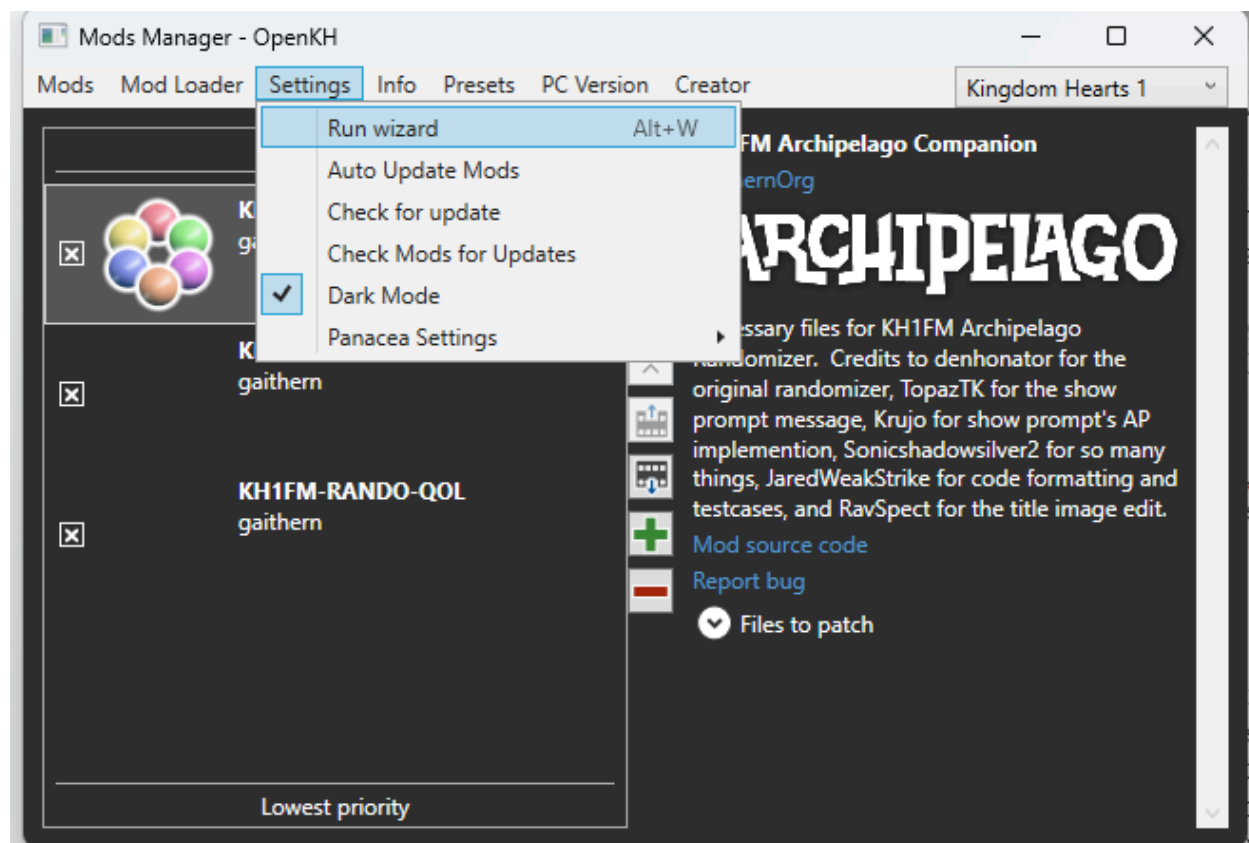 Mods Manager - OpenKH
Mods Mod Loader Settings Info Presets PC Version Creator Kingdom Hearts 1
Run wizard Alt+W
Auto Update Mods
Check for update
Check Mods for Updates
Dark Mode
Panacea Settings
gaithern
KH1FM-RANDO-QOL
gaithern
Lowest priority
FM Archipelago Companion
ARCHIPELAGO
files for KH1FM Archipelago
Randomizer. Credits to denhonator for the
original randomizer, TopazTK for the show
prompt message, Krujo for show prompt's AP
implemention, Sonicshadowsilver2 for so many
things, JaredWeakStrike for code formatting and
testcases, and RavSpect for the title image edit.
Mod source code
Report bug
Files to patch